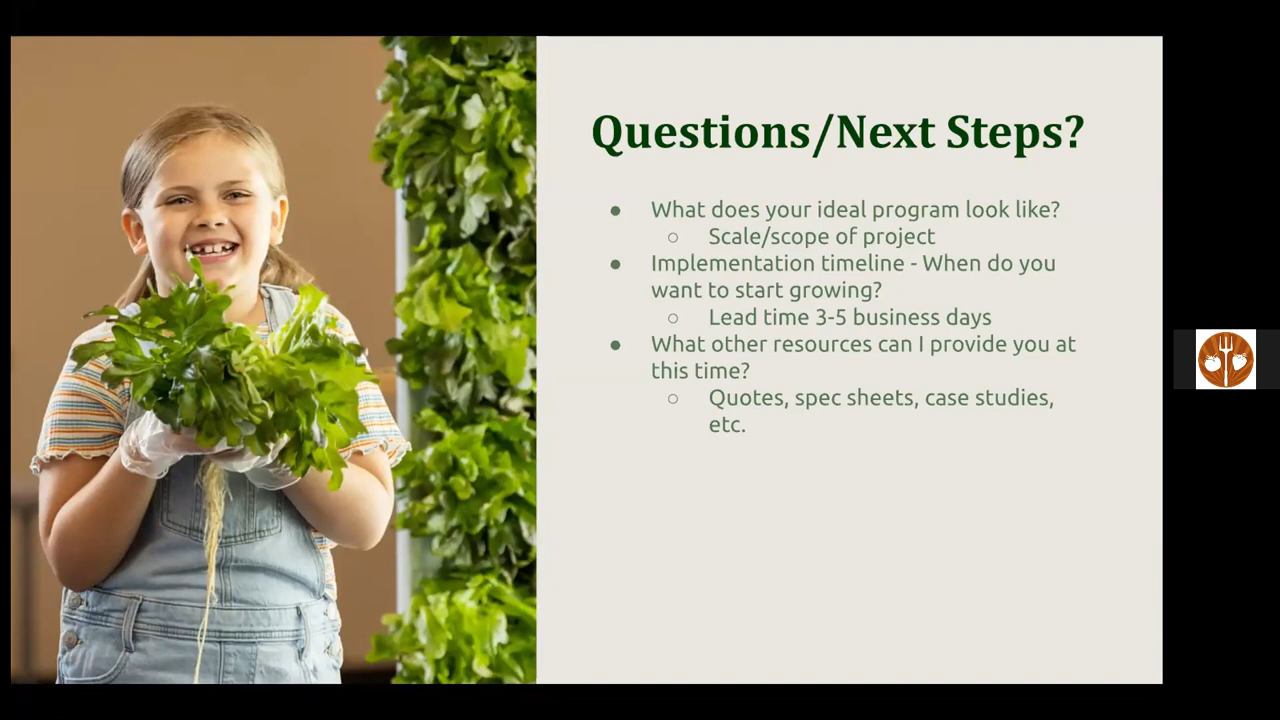 Questions/Next Steps?
● What does your ideal program look like?
○ Scale/scope of project
● Implementation timeline - When do you
want to start growing?
○ Lead time 3-5 business days
● What other resources can I provide you at
this time?
○ Quotes, spec sheets, case studies,
etc.